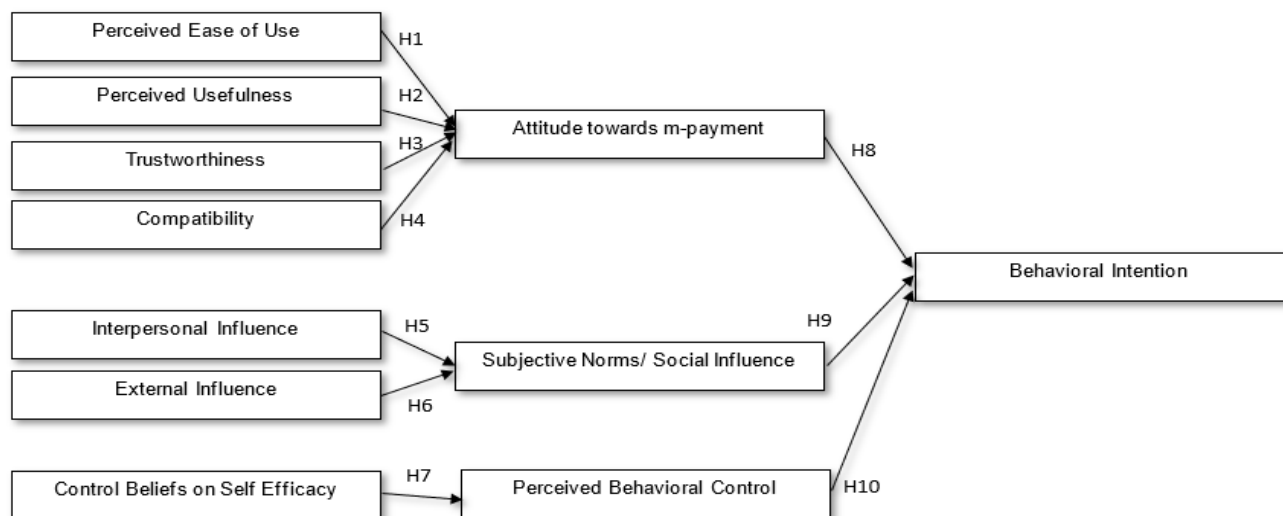 Perceived Ease of Use
H1
Perceived Usefulness
H2
Attitude towards m-payment
H3
Trustworthiness
H8
Compatibility
H4
Behavioral Intention
Interpersonal Influence
H5
H9
Subjective Norms/ Social Influence
External Influence
H6
H7
Control Beliefs on Self Efficacy
Perceived Behavioral Control
H10